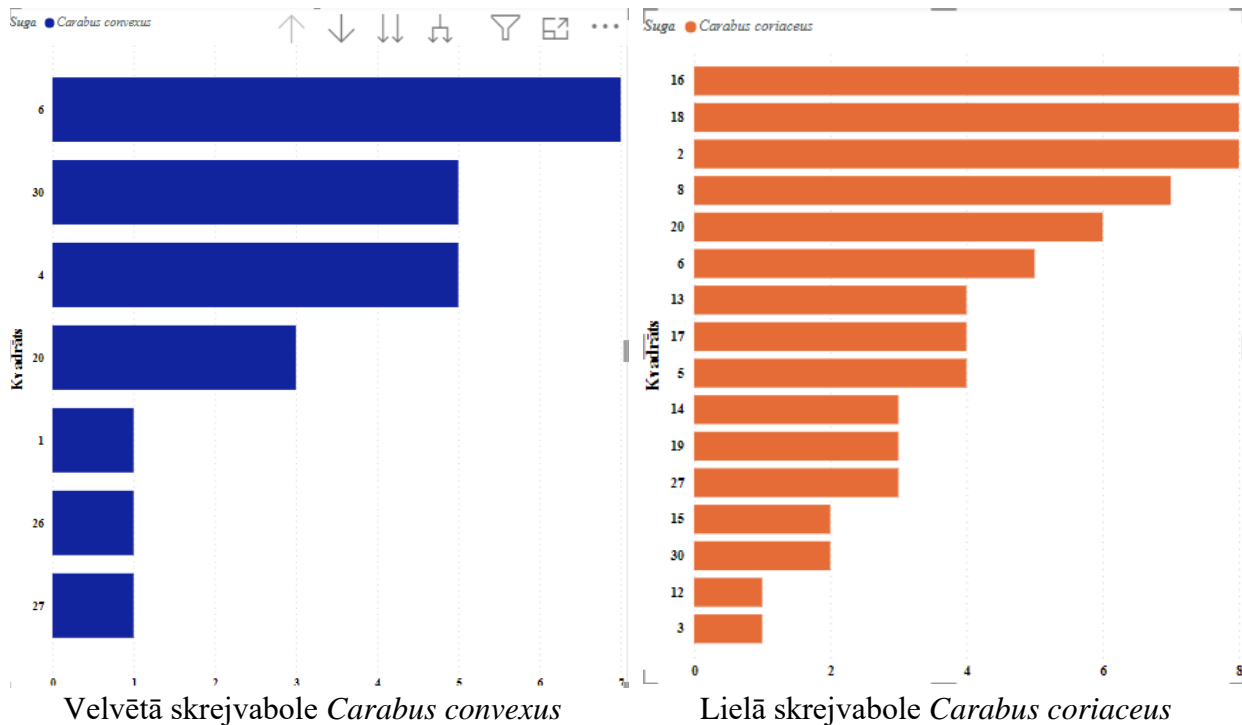 Suga Carabus convexus
6
30
4
20
1
26
27
Kvadrāts
0 1 2 3 4 5 6 7
Velvētā skrejvabole Carabus convexus
Suga Carabus coriaceus
16
18
2
8
20
6
13
17
5
14
19
27
15
30
12
3
Kvadrāts
0 2 4 6 8
Lielā skrejvabole Carabus coriaceus